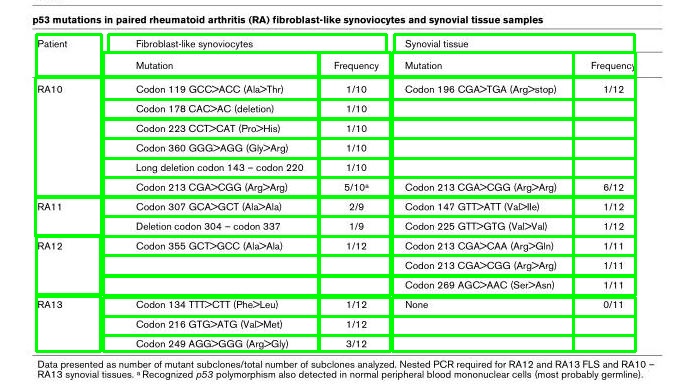 p53 mutations in paired rheumatoid arthritis (RA) fibroblast-like synoviocytes and synovial tissue samples
Patient Fibroblast-like synoviocytes Synovial tissue
Mutation Frequency Mutation Frequency
RA10 Codon 119 GCC>ACC (Ala>Thr) 1/10 Codon 196 CGA>TGA (Arg>stop) 1/12
Codon 178 CAC>AC (deletion) 1/10
Codon 223 CCT>CAT (Pro>His) 1/10
Codon 360 GGG>AGG (Gly>Arg) 1/10
Long deletion codon 143 – codon 220 1/10
Codon 213 CGA>CGG (Arg>Arg) 5/10ᵃ Codon 213 CGA>CGG (Arg>Arg) 6/12
RA11 Codon 307 GCA>GCT (Ala>Ala) 2/9 Codon 147 GTT>ATT (Val>Ile) 1/12
Deletion codon 304 – codon 337 1/9 Codon 225 GTT>GTG (Val>Val) 1/12
RA12 Codon 355 GCT>GCC (Ala>Ala) 1/12 Codon 213 CGA>CAA (Arg>Gln) 1/11
Codon 213 CGA>CGG (Arg>Arg) 1/11
Codon 269 AGC>AAC (Ser>Asn) 1/11
RA13 Codon 134 TTT>CTT (Phe>Leu) 1/12 None 0/11
Codon 216 GTG>ATG (Val>Met) 1/12
Codon 249 AGG>GGG (Arg>Gly) 3/12
Data presented as number of mutant subclones/total number of subclones analyzed. Nested PCR required for RA12 and RA13 FLS and RA10 –
RA13 synovial tissues. ᵃ Recognized p53 polymorphism also detected in normal peripheral blood mononuclear cells (most probably germline).